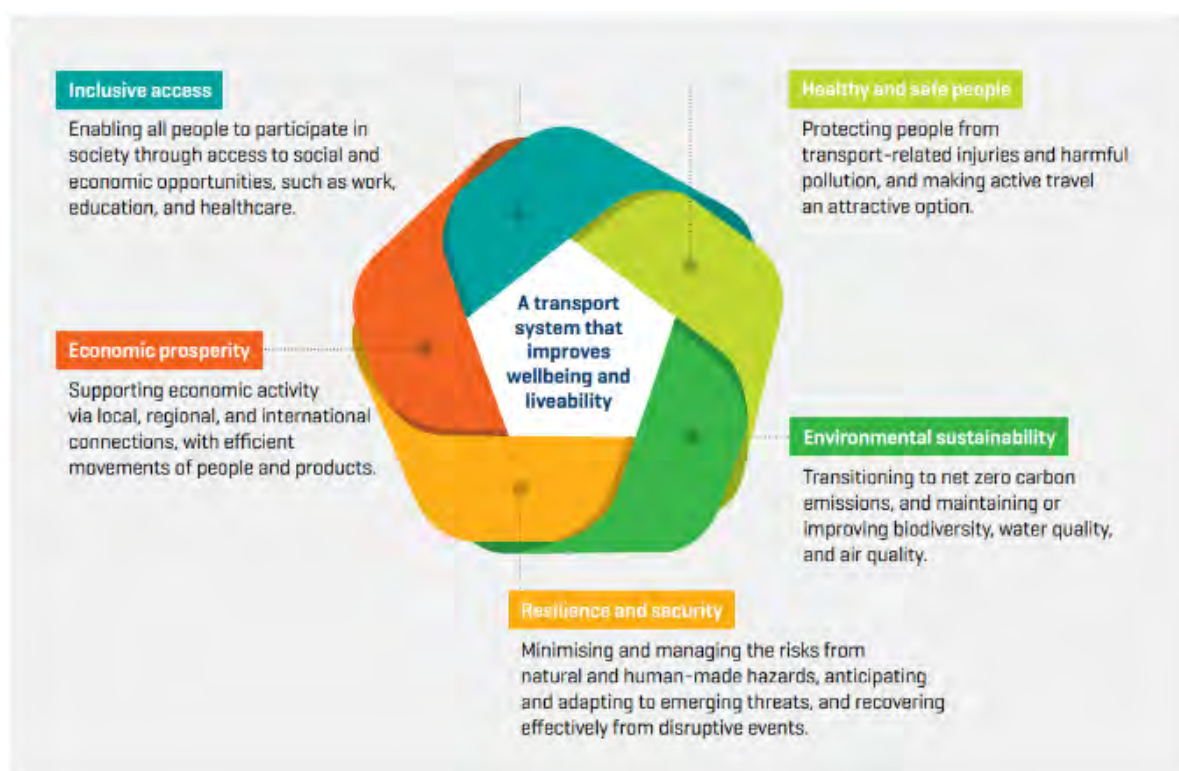 Inclusive access
Enabling all people to participate in
society through access to social and
economic opportunities, such as work,
education, and healthcare.
Healthy and safe people
Protecting people from
transport-related injuries and harmful
pollution, and making active travel
an attractive option.
A transport
system that
improves
wellbeing and
liveability
Economic prosperity
Supporting economic activity
via local, regional, and international
connections, with efficient
movements of people and products.
Environmental sustainability
Transitioning to net zero carbon
emissions, and maintaining or
improving biodiversity, water quality,
and air quality.
Resilience and security
Minimising and managing the risks from
natural and human-made hazards, anticipating
and adapting to emerging threats, and recovering
effectively from disruptive events.